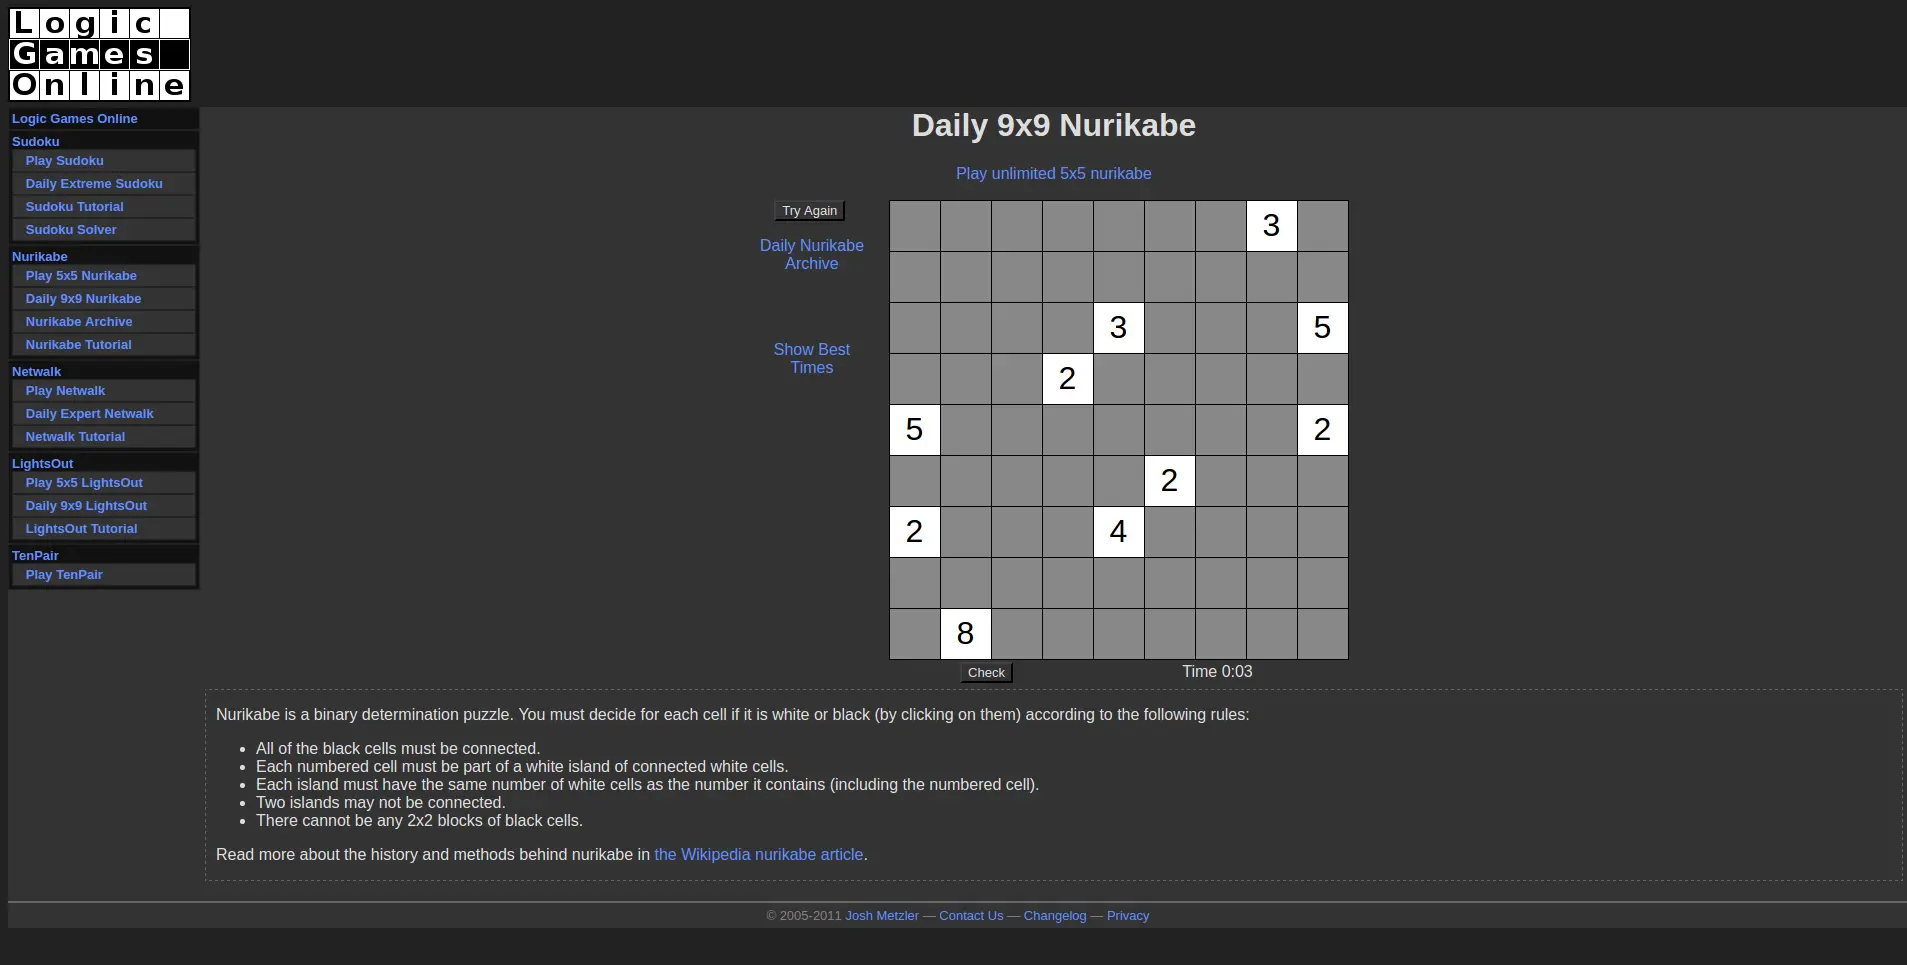 Logic
Games
Online
Logic Games Online
Sudoku
Play Sudoku
Daily Extreme Sudoku
Sudoku Tutorial
Sudoku Solver
Nurikabe
Play 5x5 Nurikabe
Daily 9x9 Nurikabe
Nurikabe Archive
Nurikabe Tutorial
Netwalk
Play Netwalk
Daily Expert Netwalk
Netwalk Tutorial
LightsOut
Play 5x5 LightsOut
Daily 9x9 LightsOut
LightsOut Tutorial
TenPair
Play TenPair
Daily 9x9 Nurikabe
Play unlimited 5x5 nurikabe
Try Again
Daily Nurikabe
Archive
Show Best
Times
3
3 5
2
5 2
2
2 4
8
Check
Time 0:03
Nurikabe is a binary determination puzzle. You must decide for each cell if it is white or black (by clicking on them) according to the following rules:
• All of the black cells must be connected.
• Each numbered cell must be part of a white island of connected white cells.
• Each island must have the same number of white cells as the number it contains (including the numbered cell).
• Two islands may not be connected.
• There cannot be any 2x2 blocks of black cells.
Read more about the history and methods behind nurikabe in the Wikipedia nurikabe article.
© 2005-2011 Josh Metzler — Contact Us — Changelog — Privacy